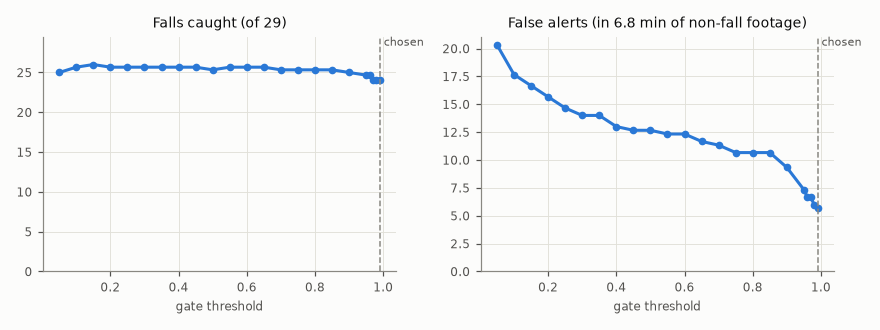 Falls caught (of 29)
chosen
25
20
15
10
5
0
0.2 0.4 0.6 0.8 1.0
gate threshold
False alerts (in 6.8 min of non-fall footage)
chosen
20.0
17.5
15.0
12.5
10.0
7.5
5.0
2.5
0.0
0.2 0.4 0.6 0.8 1.0
gate threshold